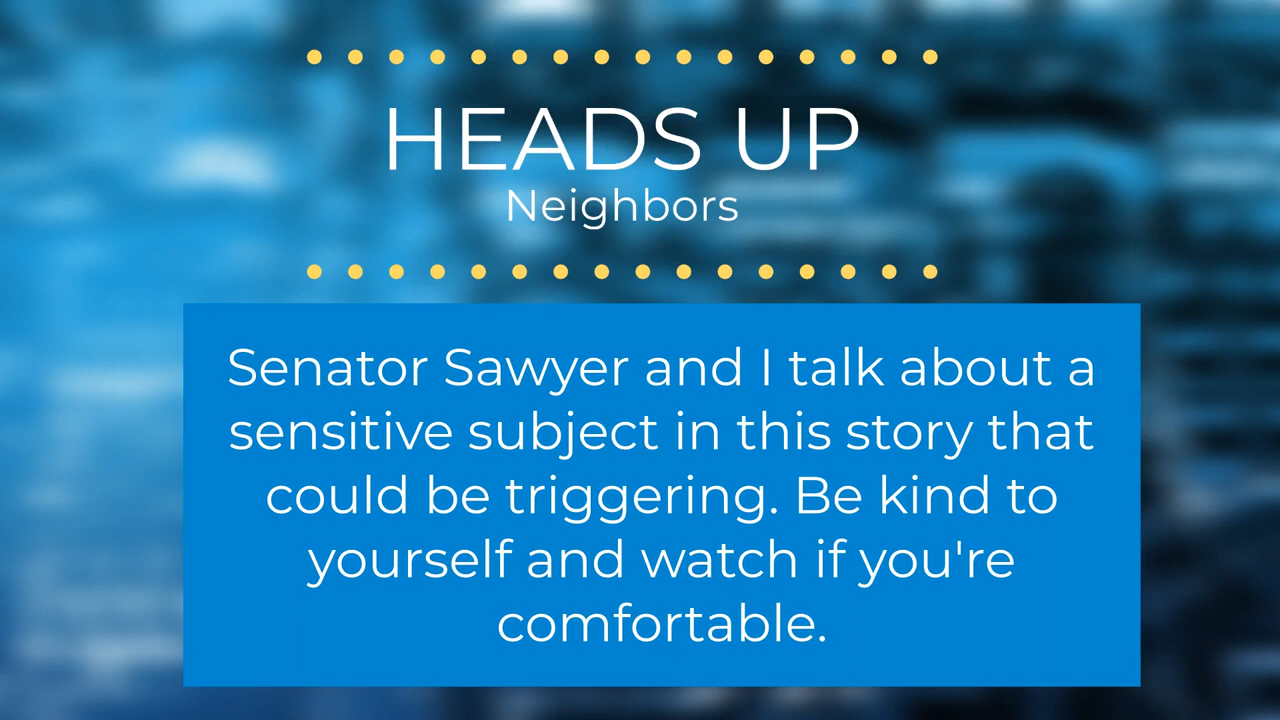 HEADS UP
Neighbors
Senator Sawyer and I talk about a
sensitive subject in this story that
could be triggering. Be kind to
yourself and watch if you're
comfortable.